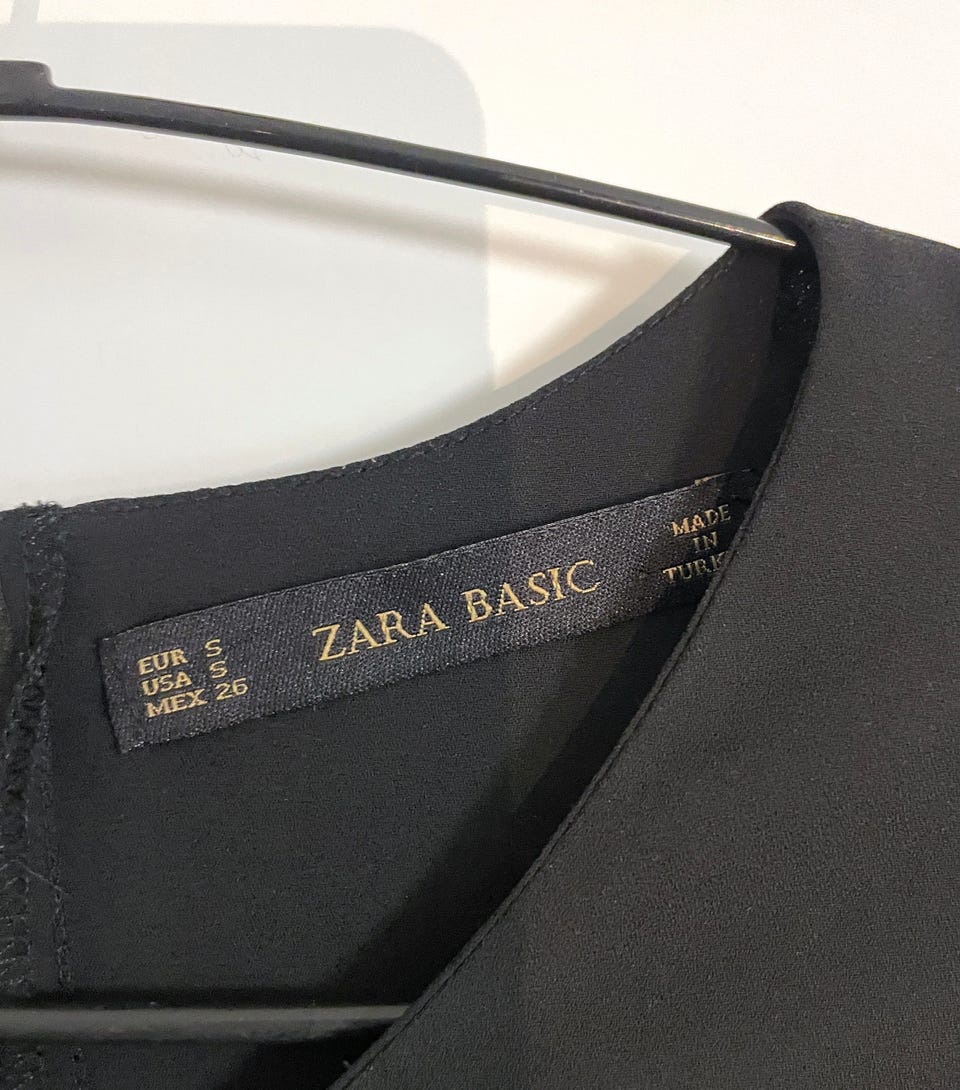 EUR S
USA S
MEX 26
ZARA BASIC
MADE
IN